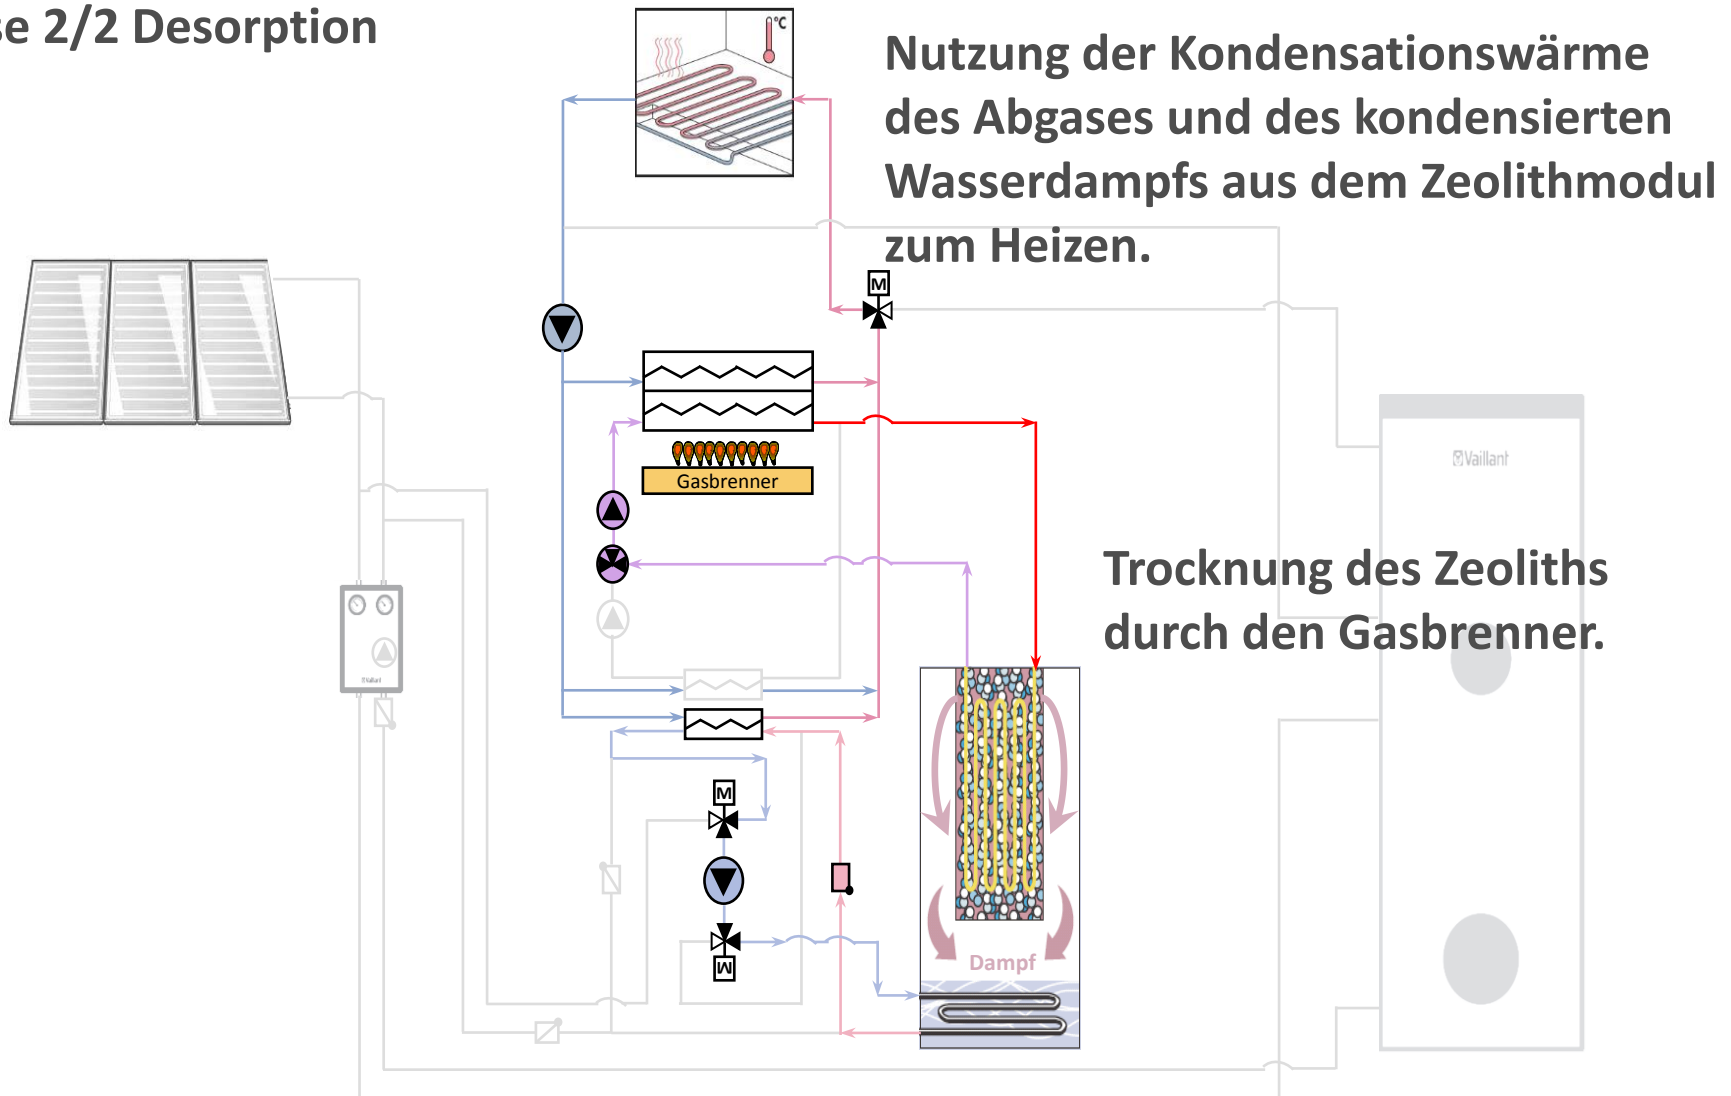 se 2/2 Desorption
°C
Nutzung der Kondensationswärme
des Abgases und des kondensierten
Wasserdampfs aus dem Zeolithmodul
zum Heizen.
M
Vaillant
Gasbrenner
Trocknung des Zeoliths
durch den Gasbrenner.
Vaillant
M
M
Dampf